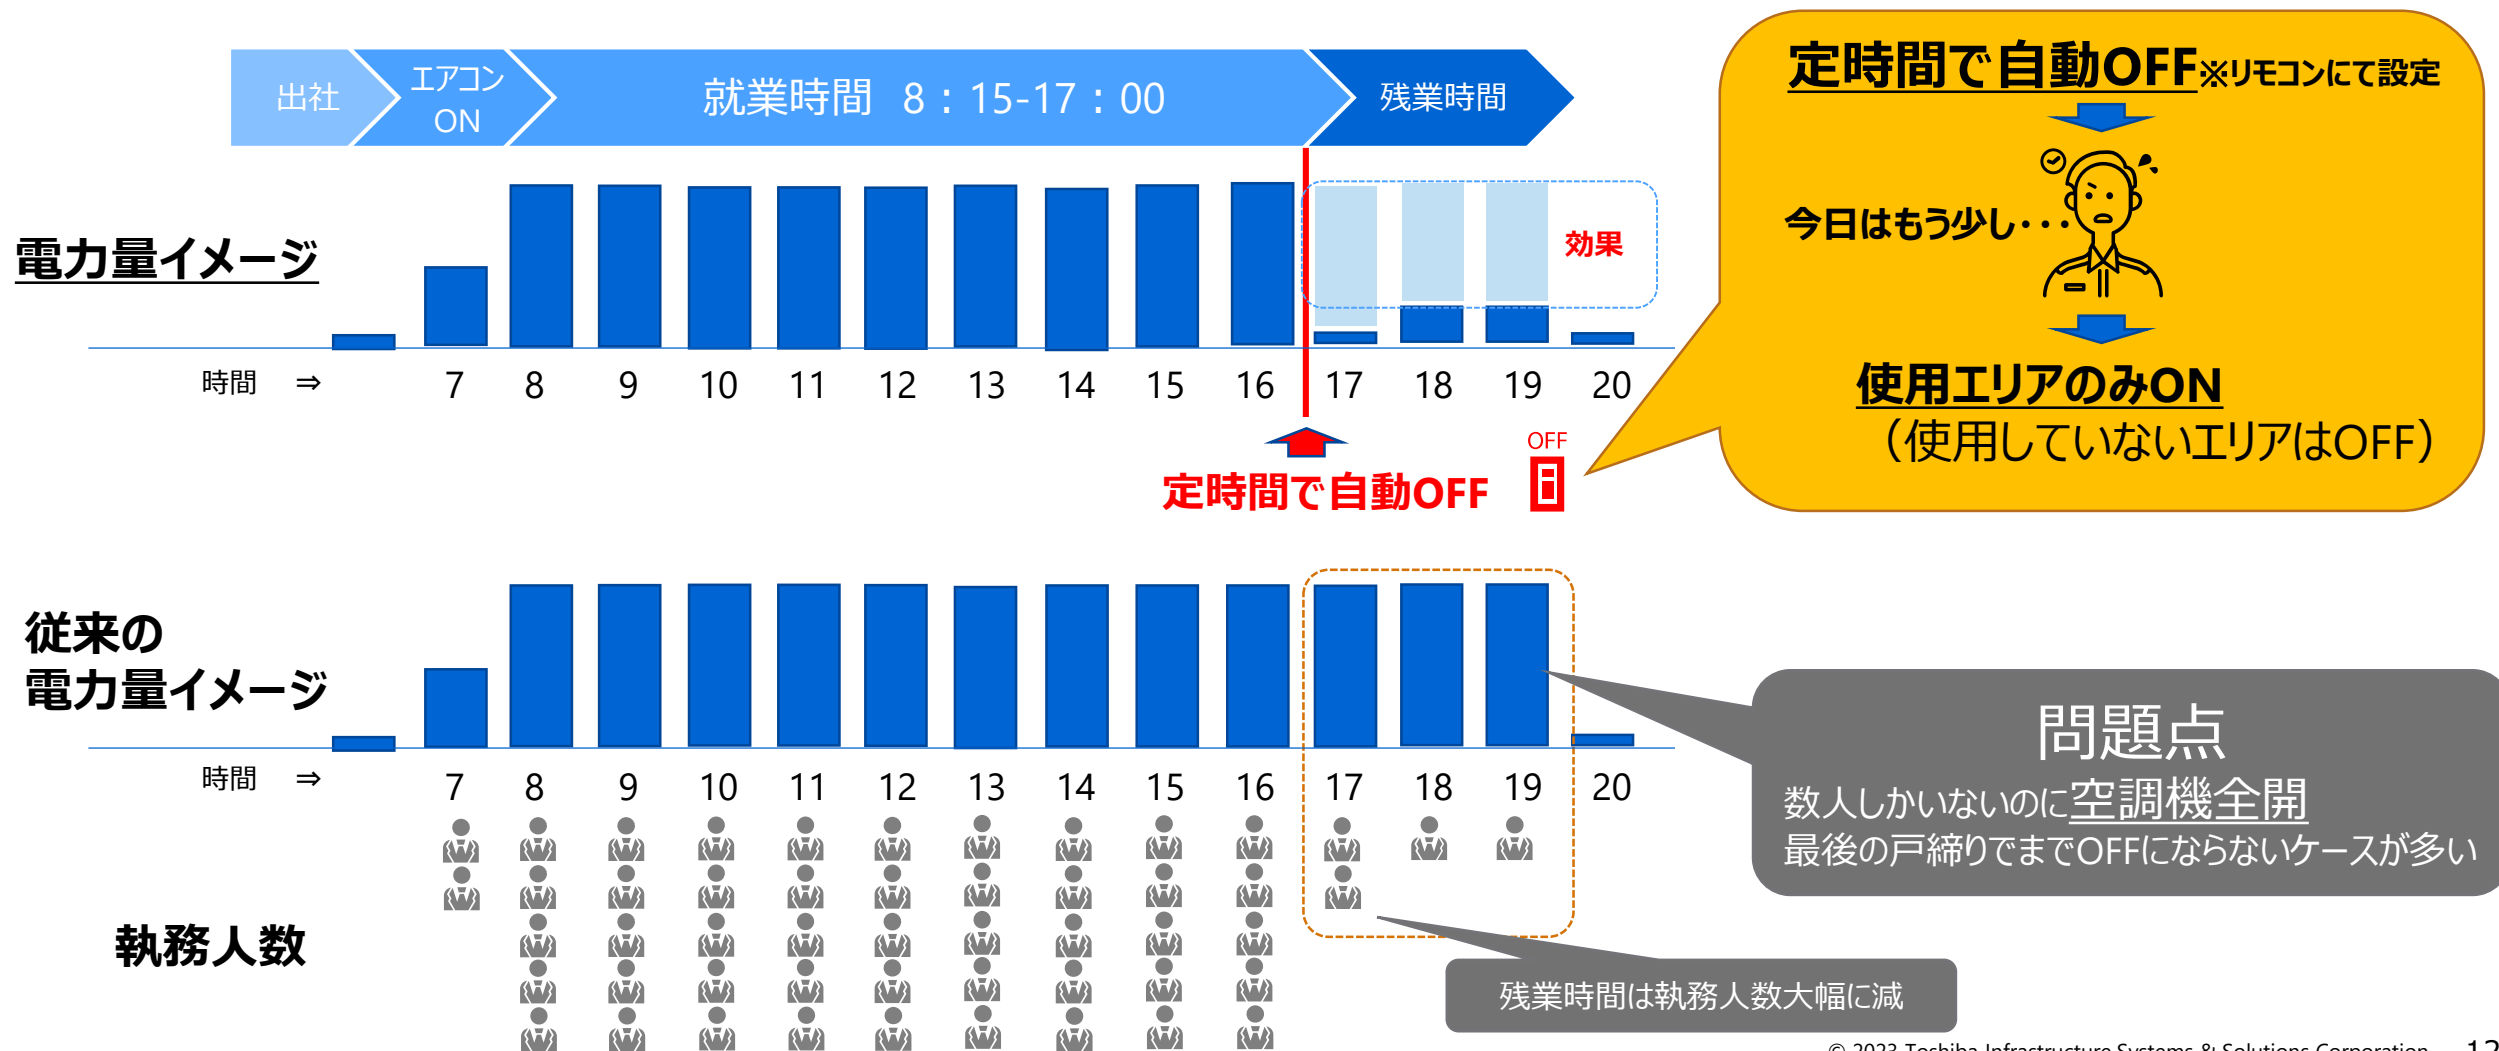 出社
エアコン
ON
就業時間 8：15-17：00
残業時間
定時間で自動OFF※リモコンにて設定
今日はもう少し・・・
使用エリアのみON
（使用していないエリアはOFF）
電力量イメージ
効果
時間 ⇒ 7 8 9 10 11 12 13 14 15 16 17 18 19 20
定時間で自動OFF
OFF
従来の
電力量イメージ
時間 ⇒ 7 8 9 10 11 12 13 14 15 16 17 18 19 20
問題点
数人しかいないのに空調機全開
最後の戸締りでまでOFFにならないケースが多い
執務人数
残業時間は執務人数大幅に減
© 2023 Toshiba Infrastructure Systems & Solutions Corporation 12